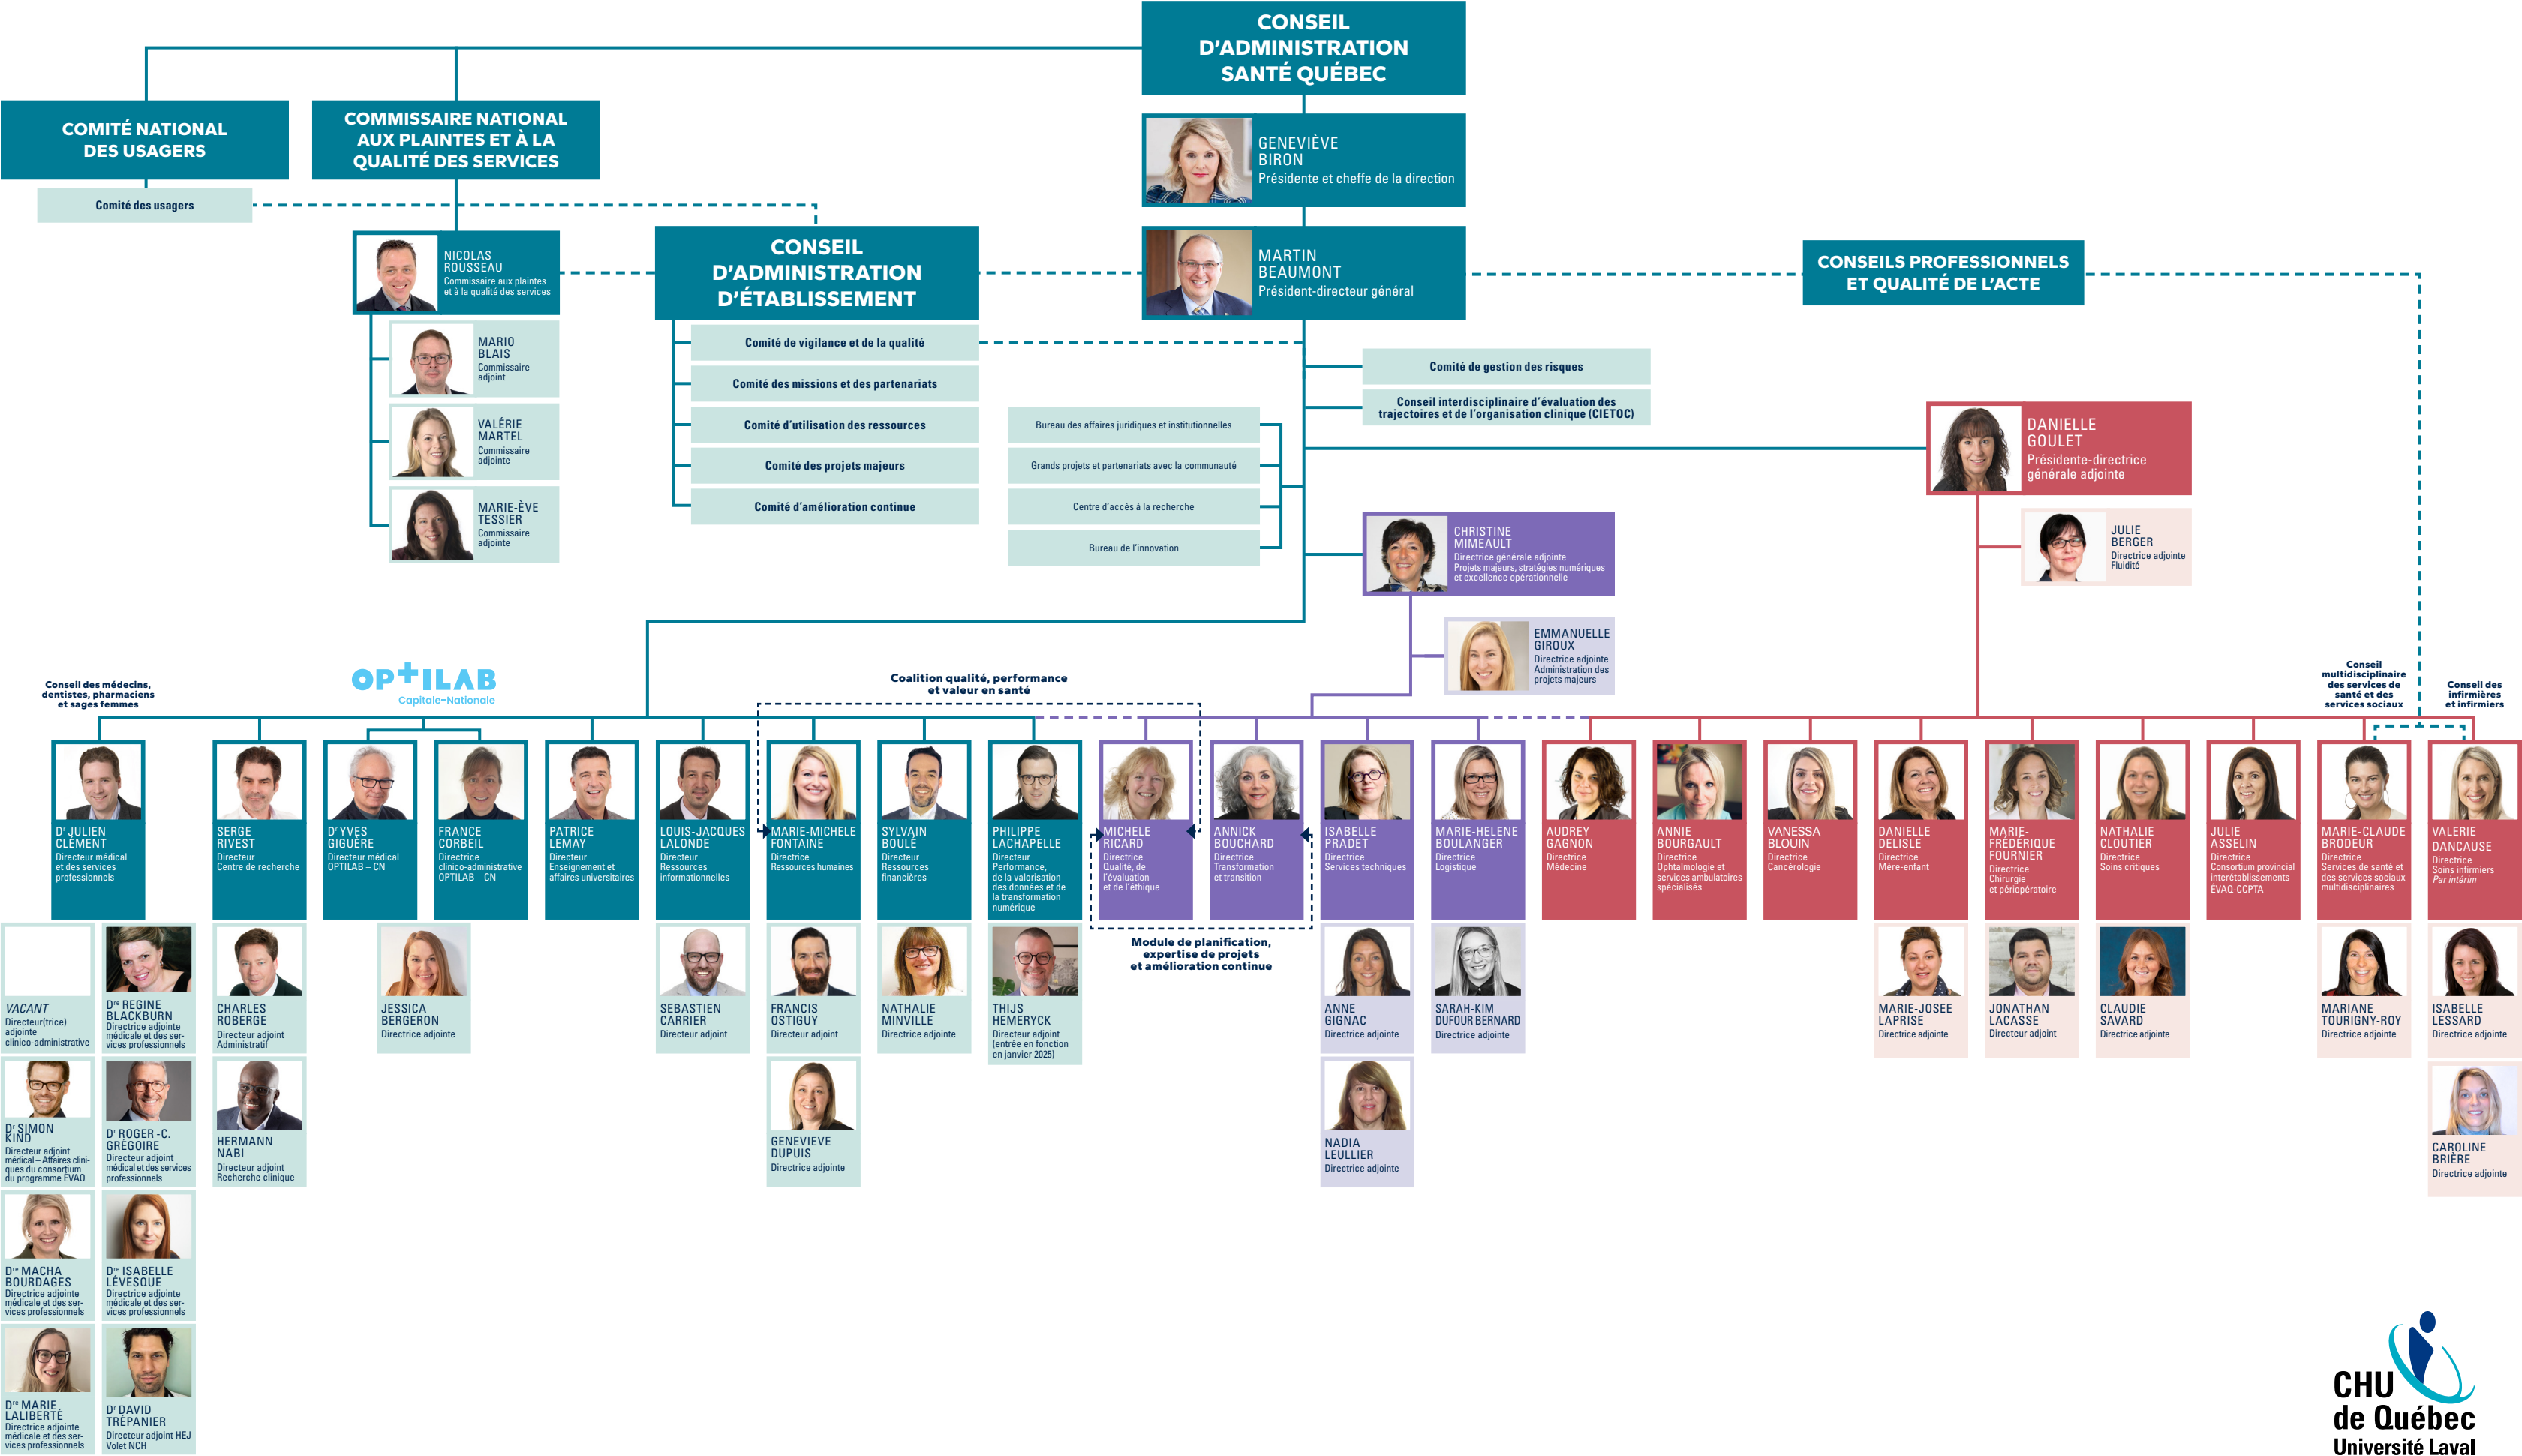 CONSEIL
D'ADMINISTRATION
SANTÉ QUÉBEC
COMITÉ NATIONAL
DES USAGERS
COMMISSAIRE NATIONAL
AUX PLAINTES ET À LA
QUALITÉ DES SERVICES
GENEVIÈVE
BIRON
Présidente et cheffe de la direction
Comité des usagers
NICOLAS
ROUSSEAU
Commissaire aux plaintes
et à la qualité des services
CONSEIL
D'ADMINISTRATION
D'ÉTABLISSEMENT
MARTIN
BEAUMONT
Président-directeur général
CONSEILS PROFESSIONNELS
ET QUALITÉ DE L'ACTE
MARIO
BLAIS
Commissaire
adjoint
VALÉRIE
MARTEL
Commissaire
adjointe
MARIE-ÈVE
TESSIER
Commissaire
adjointe
Comité de vigilance et de la qualité
Comité des missions et des partenariats
Comité d'utilisation des ressources
Comité des projets majeurs
Comité d'amélioration continue
Comité de gestion des risques
Conseil interdisciplinaire d'évaluation des
trajectoires et de l'organisation clinique (CIETOC)
Bureau des affaires juridiques et institutionnelles
Grands projets et partenariats avec la communauté
Centre d'accès à la recherche
Bureau de l'innovation
DANIELLE
GOULET
Présidente-directrice
générale adjointe
JULIE
BERGER
Directrice adjointe
Fluidité
CHRISTINE
MIMEAULT
Directrice générale adjointe
Projets majeurs, stratégies numériques
et excellence opérationnelle
EMMANUELLE
GIROUX
Directrice adjointe
Administration des
projets majeurs
Conseil des médecins,
dentistes, pharmaciens
et sages femmes
OPTILAB
Capitale-Nationale
Coalition qualité, performance
et valeur en santé
Conseil
multidisciplinaire
des services de
santé et des
services sociaux
Conseil des
infirmières
et infirmiers
Dr JULIEN
CLÉMENT
Directeur médical
et des services
professionnels
SERGE
RIVEST
Directeur
Centre de recherche
Dr YVES
GIGUÈRE
Directeur médical
OPTILAB – CN
FRANCE
CORBEIL
Directrice
clinico-administrative
OPTILAB – CN
PATRICE
LEMAY
Directeur
Enseignement et
affaires universitaires
LOUIS-JACQUES
LALONDE
Directeur
Ressources
informationnelles
MARIE-MICHELE
FONTAINE
Directrice
Ressources humaines
SYLVAIN
BOULÉ
Directeur
Ressources
financières
PHILIPPE
LACHAPELLE
Directeur
Performance,
de la valorisation
des données et de
la transformation
numérique
MICHELE
RICARD
Directrice
Qualité, de
l'évaluation
et de l'éthique
ANNICK
BOUCHARD
Directrice
Transformation
et transition
ISABELLE
PRADET
Directrice
Services techniques
MARIE-HELENE
BOULANGER
Directrice
Logistique
AUDREY
GAGNON
Directrice
Médecine
ANNIE
BOURGAULT
Directrice
Ophtalmologie et
services ambulatoires
spécialisés
VANESSA
BLOUIN
Directrice
Cancérologie
DANIELLE
DELISLE
Directrice
Mère-enfant
MARIE-
FRÉDÉRIQUE
FOURNIER
Directrice
Chirurgie
et périopératoire
NATHALIE
CLOUTIER
Directrice
Soins critiques
JULIE
ASSELIN
Directrice
Consortium provincial
interétablissements
ÉVAQ-CCPTA
MARIE-CLAUDE
BRODEUR
Directrice
Services de santé et
des services sociaux
multidisciplinaires
VALERIE
DANCAUSE
Directrice
Soins infirmiers
Par intérim
Module de planification,
expertise de projets
et amélioration continue
VACANT
Directeur(trice)
adjointe
clinico-administrative
Dre REGINE
BLACKBURN
Directrice adjointe
médicale et des ser-
vices professionnels
CHARLES
ROBERGE
Directeur adjoint
Administratif
JESSICA
BERGERON
Directrice adjointe
SEBASTIEN
CARRIER
Directeur adjoint
FRANCIS
OSTIGUY
Directeur adjoint
NATHALIE
MINVILLE
Directrice adjointe
THIJS
HEMERYCK
Directeur adjoint
(entrée en fonction
en janvier 2025)
ANNE
GIGNAC
Directrice adjointe
SARAH-KIM
DUFOUR BERNARD
Directrice adjointe
MARIE-JOSEE
LAPRISE
Directrice adjointe
JONATHAN
LACASSE
Directeur adjoint
CLAUDIE
SAVARD
Directrice adjointe
MARIANE
TOURIGNY-ROY
Directrice adjointe
ISABELLE
LESSARD
Directrice adjointe
Dr SIMON
KIND
Directeur adjoint
médical – Affaires clini-
ques du consortium
du programme EVAQ
Dr ROGER -C.
GRÉGOIRE
Directeur adjoint
médical et des services
professionnels
HERMANN
NABI
Directeur adjoint
Recherche clinique
GENEVIEVE
DUPUIS
Directrice adjointe
NADIA
LEULLIER
Directrice adjointe
CAROLINE
BRIÈRE
Directrice adjointe
Dre MACHA
BOURDAGES
Directrice adjointe
médicale et des ser-
vices professionnels
Dre ISABELLE
LÉVESQUE
Directrice adjointe
médicale et des ser-
vices professionnels
Dre MARIE
LALIBERTÉ
Directrice adjointe
médicale et des ser-
vices professionnels
Dr DAVID
TRÉPANIER
Directeur adjoint HEJ
Volet NCH
CHU
de Québec
Université Laval